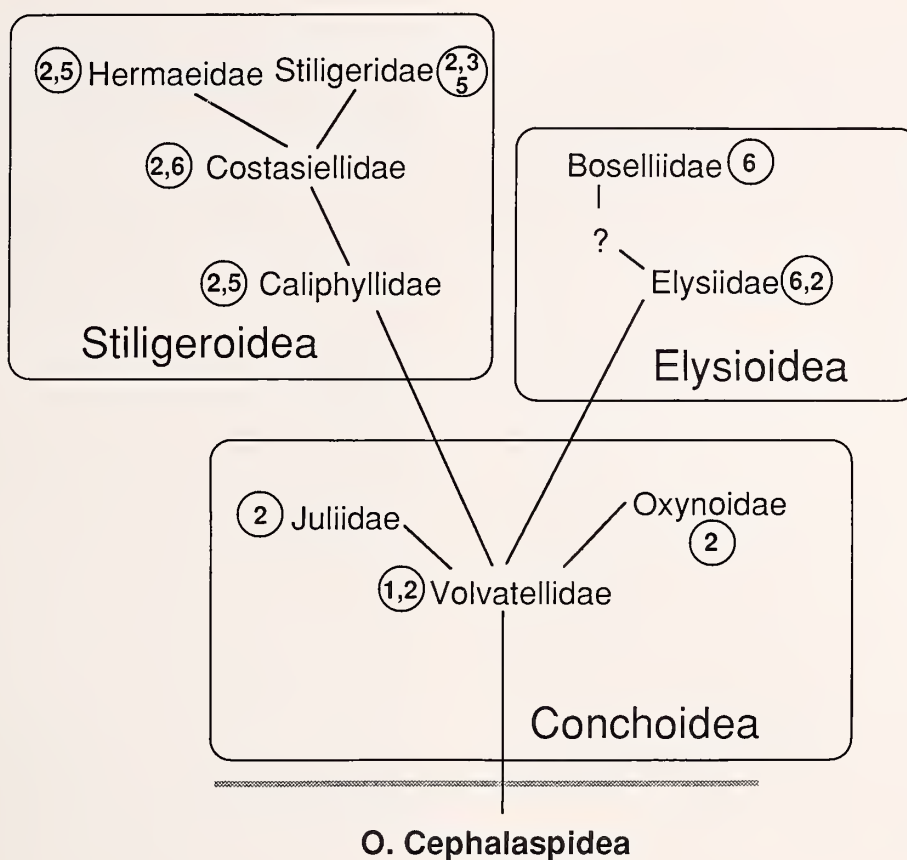 2,5 Hermaeidae Stiligeridae 2,3
5
2,6 Costasiellidae
2,5 Caliphyllidae
Stiligeroidea
Boselliidae 6
?
Elysiidae 6,2
Elysioidea
2 Juliidae
Oxynoidae
2
1,2 Volvatellidae
Conchoidea
O. Cephalaspidea